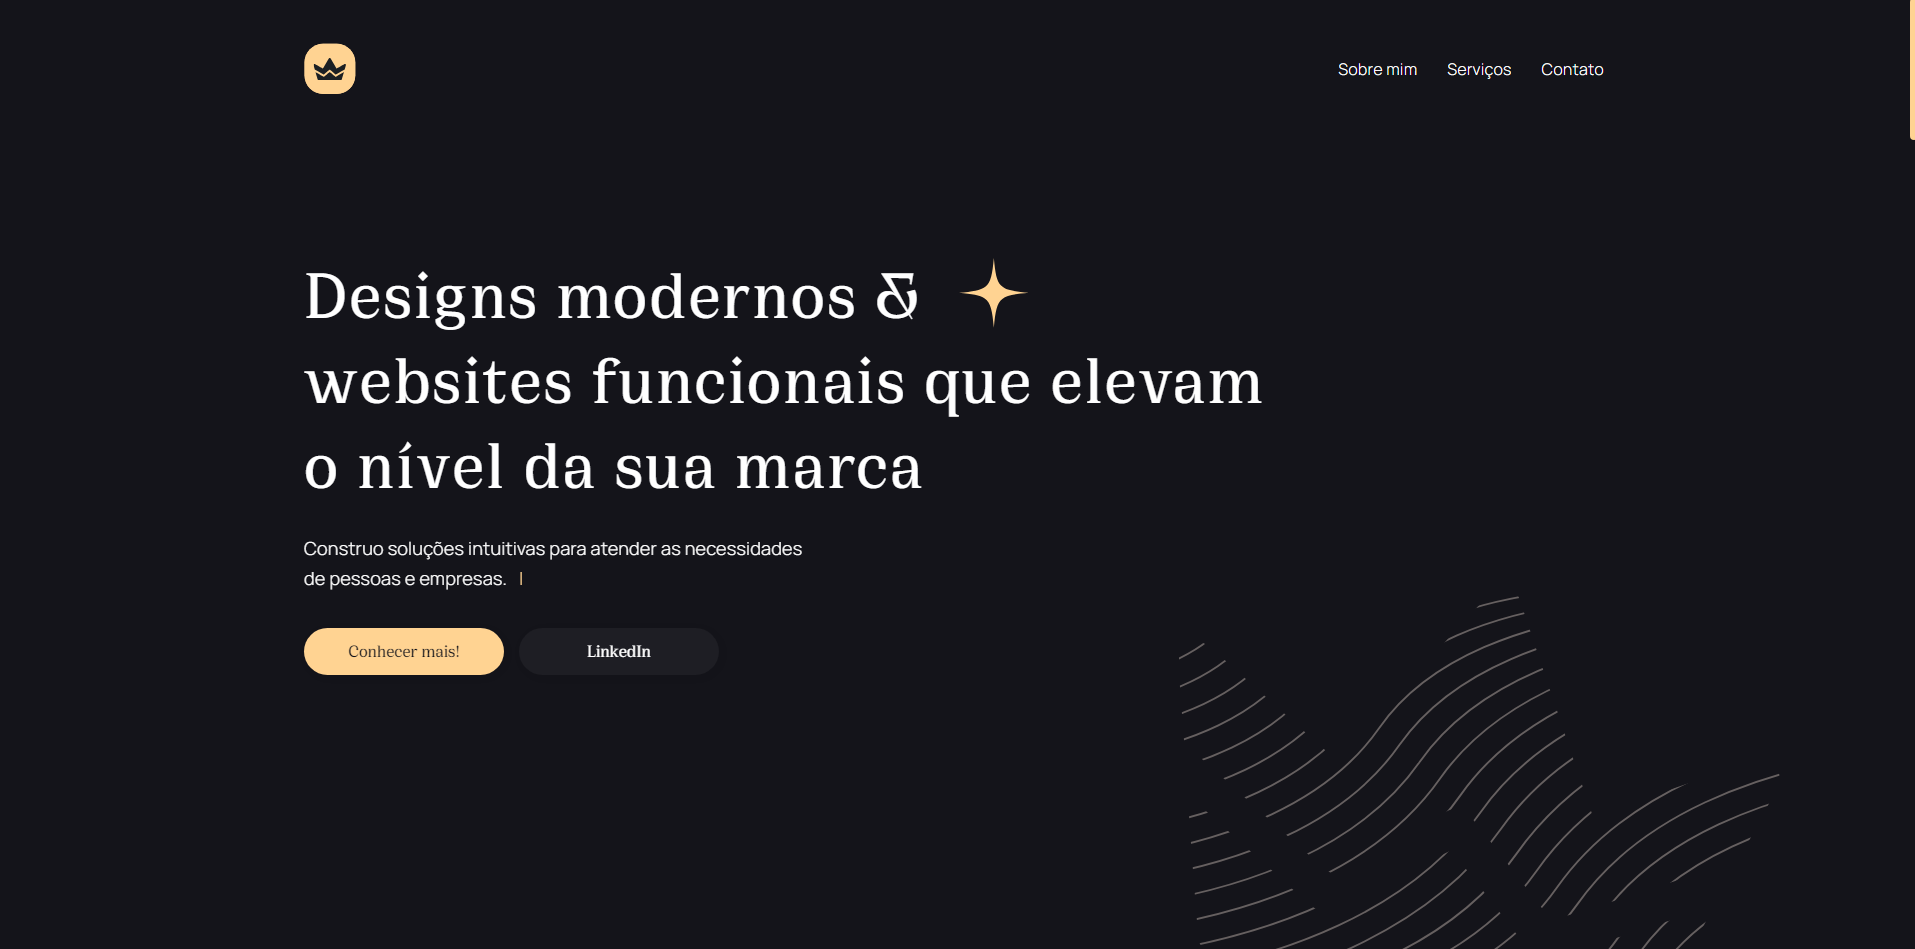 Sobre mim
Serviços
Contato
Designs modernos &
websites funcionais que elevam
o nível da sua marca
Construo soluções intuitivas para atender as necessidades
de pessoas e empresas. |
Conhecer mais!
LinkedIn